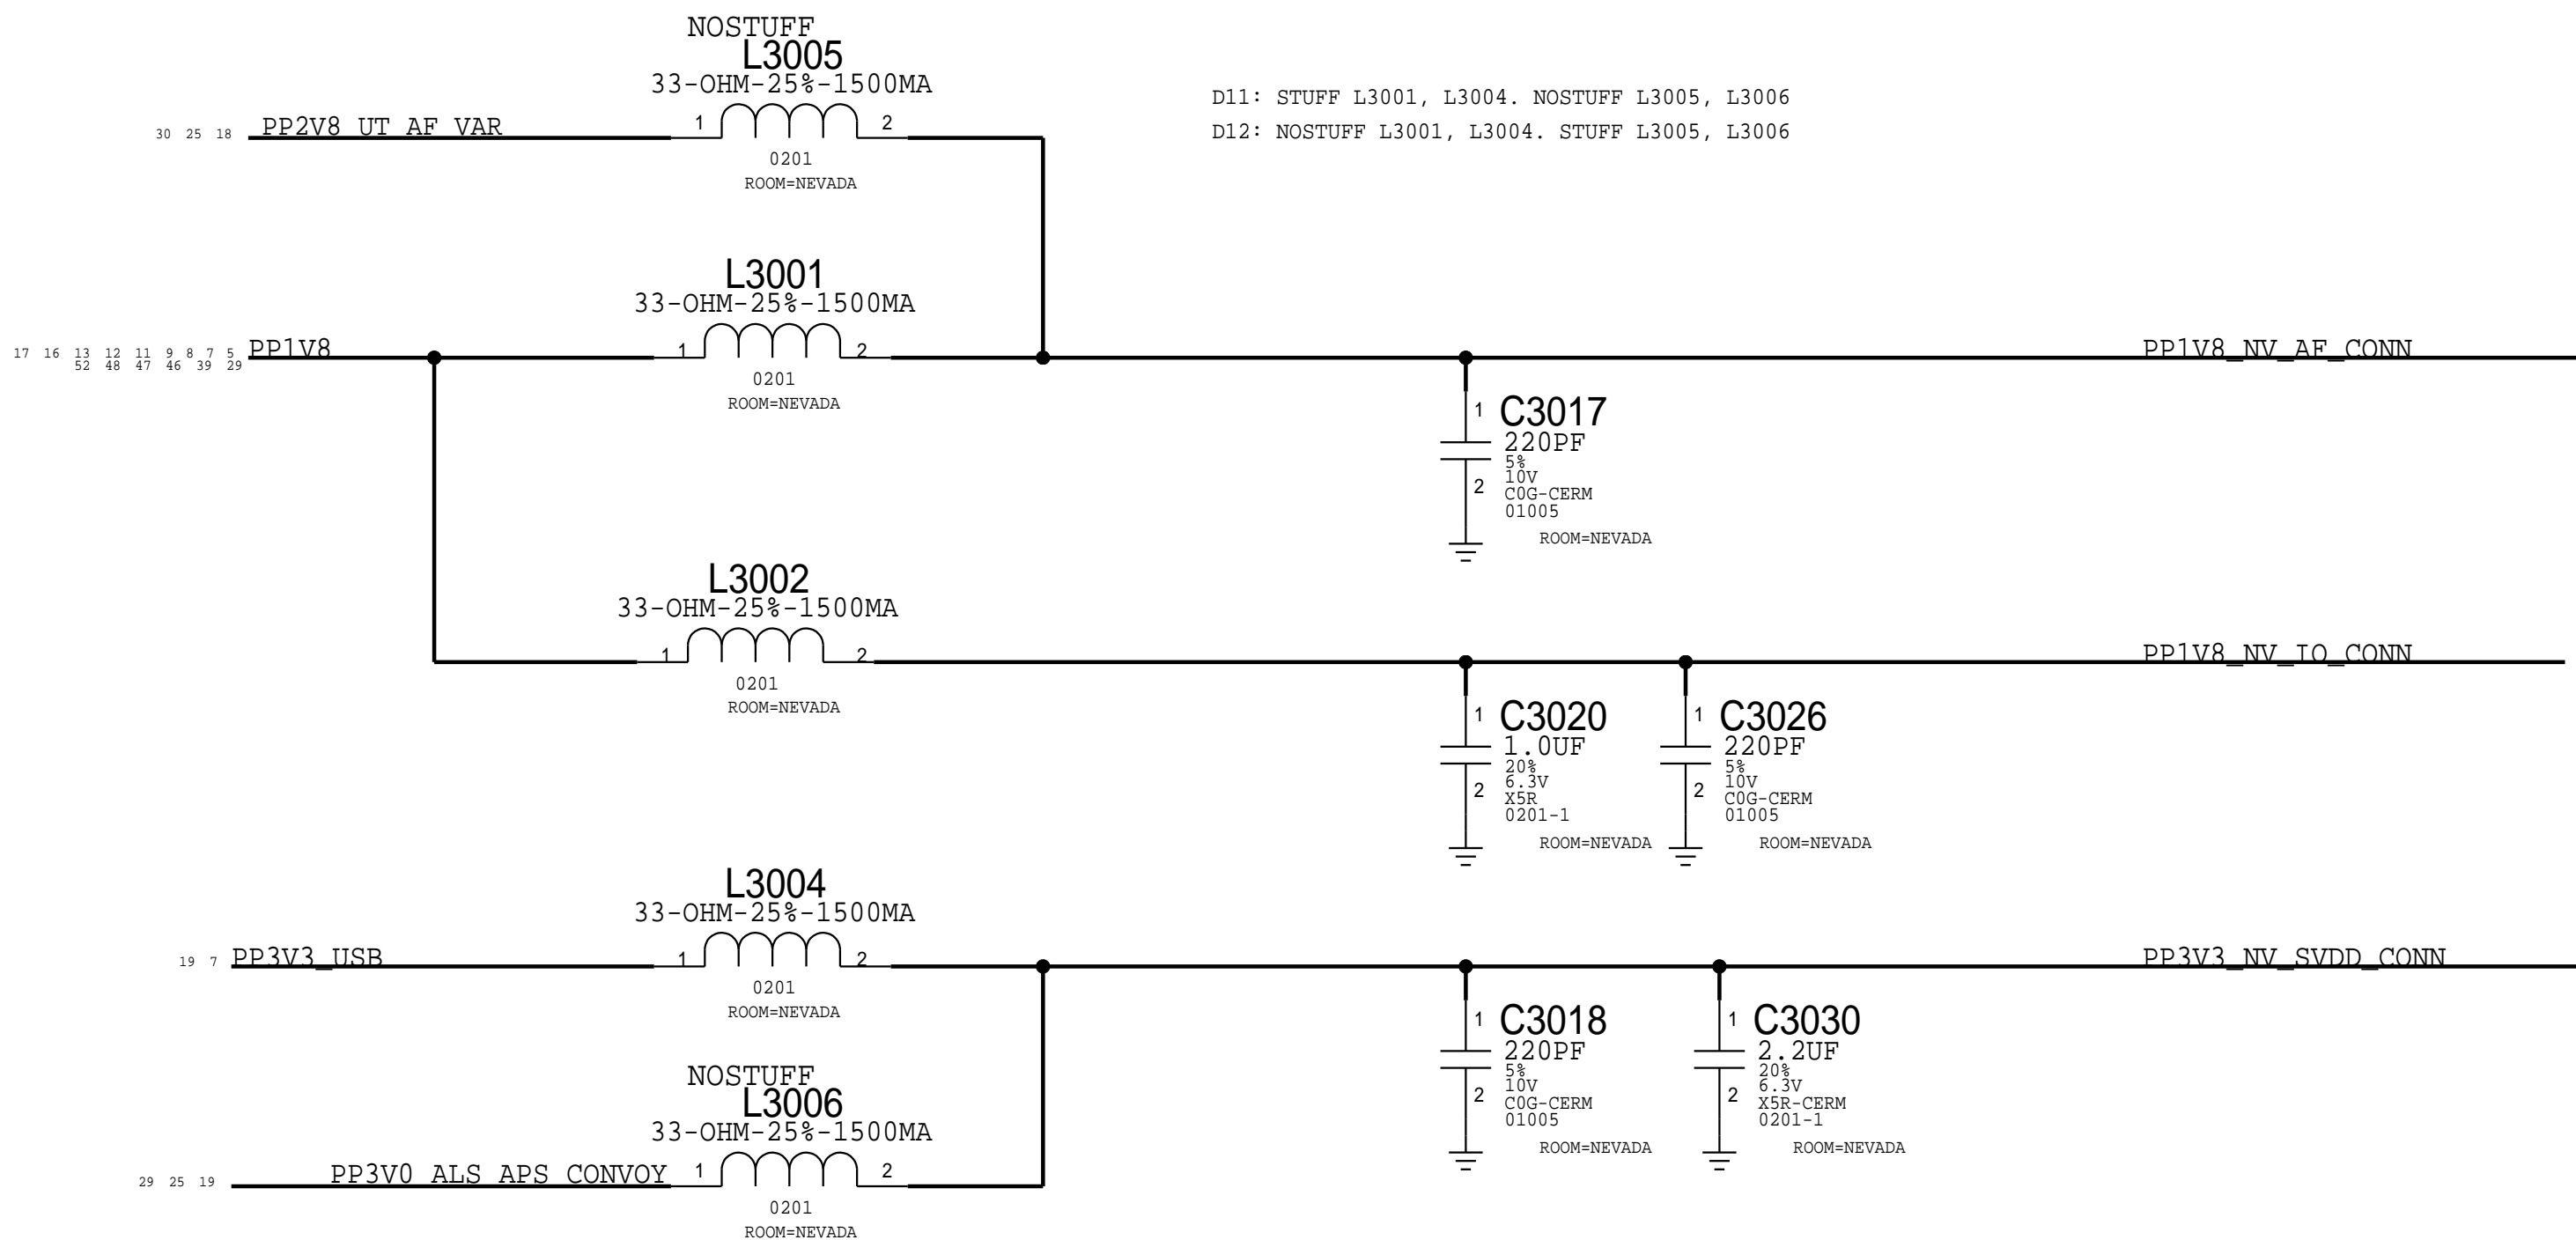 NOSTUFF
L3005
33-OHM-25%-1500MA
D11: STUFF L3001, L3004. NOSTUFF L3005, L3006
30 25 18 PP2V8_UT_AF_VAR 1 2
D12: NOSTUFF L3001, L3004. STUFF L3005, L3006
0201
ROOM=NEVADA
L3001
33-OHM-25%-1500MA
17 16 13 12 11 9 8 7 5 PP1V8 1 2 PP1V8_NV_AF_CONN
52 48 47 46 39 29
0201
ROOM=NEVADA
1 C3017
220PF
5%
10V
2 C0G-CERM
01005
ROOM=NEVADA
L3002
33-OHM-25%-1500MA
1 2 PP1V8_NV_IO_CONN
0201
ROOM=NEVADA
1 C3020
1.0UF
20%
6.3V
2 X5R
0201-1
ROOM=NEVADA
1 C3026
220PF
5%
10V
2 C0G-CERM
01005
ROOM=NEVADA
L3004
33-OHM-25%-1500MA
19 7 PP3V3_USB 1 2 PP3V3_NV_SVDD_CONN
0201
ROOM=NEVADA
1 C3018
220PF
5%
10V
2 C0G-CERM
01005
ROOM=NEVADA
1 C3030
2.2UF
20%
6.3V
2 X5R-CERM
0201-1
ROOM=NEVADA
NOSTUFF
L3006
33-OHM-25%-1500MA
29 25 19 PP3V0_ALS_APS_CONVOY 1 2
0201
ROOM=NEVADA